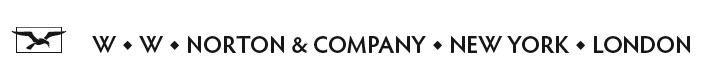 W ◆ W ◆ NORTON & COMPANY ◆ NEW YORK ◆ LONDON